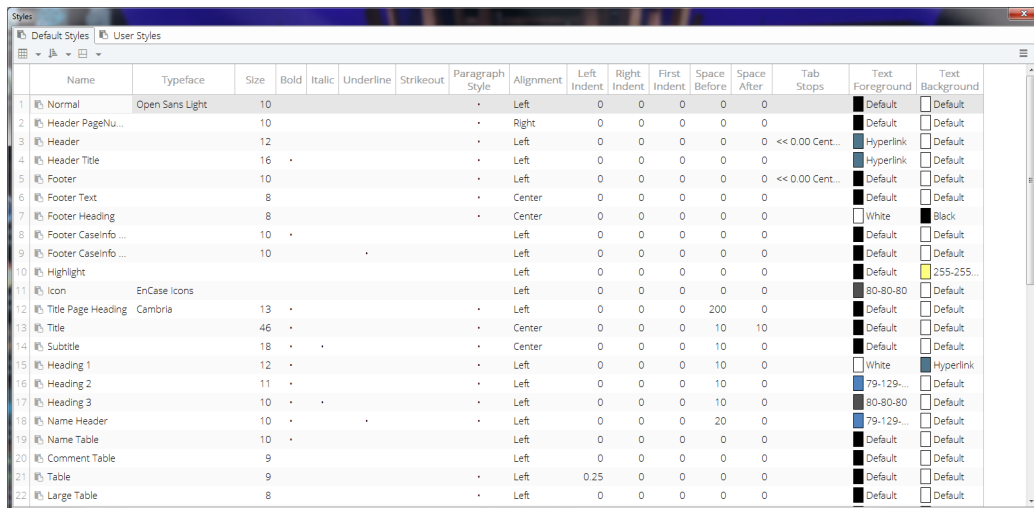 Styles
Default Styles User Styles
Name Typeface Size Bold Italic Underline Strikeout Paragraph Style Alignment Left Indent Right Indent First Indent Space Before Space After Tab Stops Text Foreground Text Background
1 Normal Open Sans Light 10 • Left 0 0 0 0 0 Default Default
2 Header PageNu... 10 • Right 0 0 0 0 0 Default Default
3 Header 12 • Left 0 0 0 0 0 << 0.00 Cent... Hyperlink Default
4 Header Title 16 • • Left 0 0 0 0 0 Hyperlink Default
5 Footer 10 • Left 0 0 0 0 0 << 0.00 Cent... Default Default
6 Footer Text 8 • Center 0 0 0 0 0 Default Default
7 Footer Heading 8 • Center 0 0 0 0 0 White Black
8 Footer CaseInfo ... 10 • Left 0 0 0 0 0 Default Default
9 Footer CaseInfo ... 10 • Left 0 0 0 0 0 Default Default
10 Highlight Left 0 0 0 0 0 Default 255-255...
11 Icon EnCase Icons Left 0 0 0 0 0 80-80-80 Default
12 Title Page Heading Cambria 13 • • Left 0 0 0 200 0 Default Default
13 Title 46 • • Center 0 0 0 10 10 Default Default
14 Subtitle 18 • • • Center 0 0 0 10 0 Default Default
15 Heading 1 12 • • Left 0 0 0 10 0 White Hyperlink
16 Heading 2 11 • • Left 0 0 0 10 0 79-129-... Default
17 Heading 3 10 • • • Left 0 0 0 10 0 80-80-80 Default
18 Name Header 10 • • • Left 0 0 0 20 0 79-129-... Default
19 Name Table 10 • Left 0 0 0 0 0 Default Default
20 Comment Table 9 Left 0 0 0 0 0 Default Default
21 Table 9 • Left 0.25 0 0 0 0 Default Default
22 Large Table 8 • Left 0 0 0 0 0 Default Default